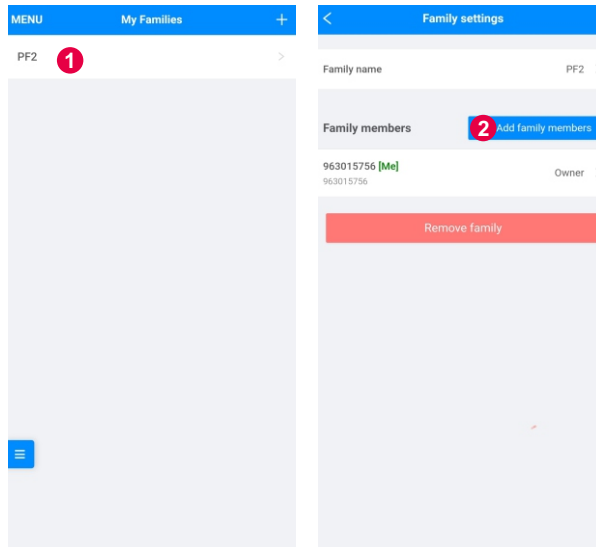 MENU My Families +
PF2 1
Family settings
Family name PF2
Family members 2 Add family members
963015756 [Me]
963015756
Owner
Remove family